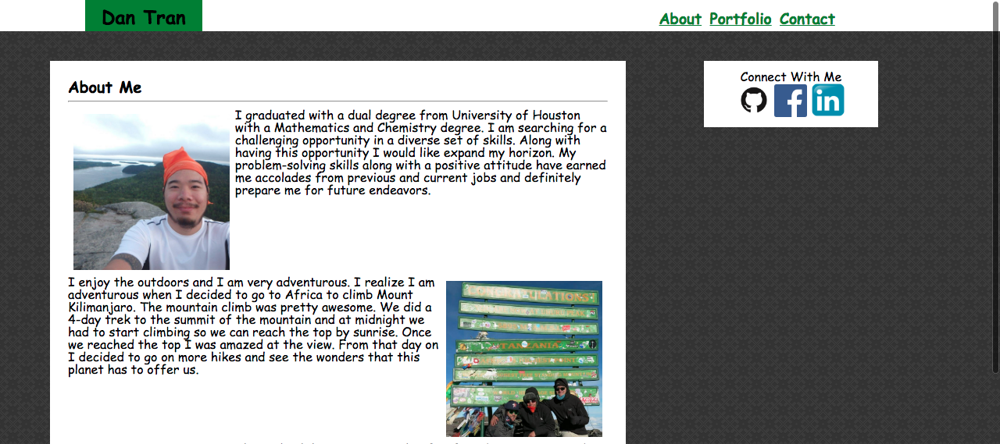 Dan Tran
About Portfolio Contact
About Me
I graduated with a dual degree from University of Houston
with a Mathematics and Chemistry degree. I am searching for a
challenging opportunity in a diverse set of skills. Along with
having this opportunity I would like expand my horizon. My
problem-solving skills along with a positive attitude have earned
me accolades from previous and current jobs and definitely
prepare me for future endeavors.
I enjoy the outdoors and I am very adventurous. I realize I am
adventurous when I decided to go to Africa to climb Mount
Kilimanjaro. The mountain climb was pretty awesome. We did a
4-day trek to the summit of the mountain and at midnight we
had to start climbing so we can reach the top by sunrise. Once
we reached the top I was amazed at the view. From that day on
I decided to go on more hikes and see the wonders that this
planet has to offer us.
TANZANIA
Connect With Me
in